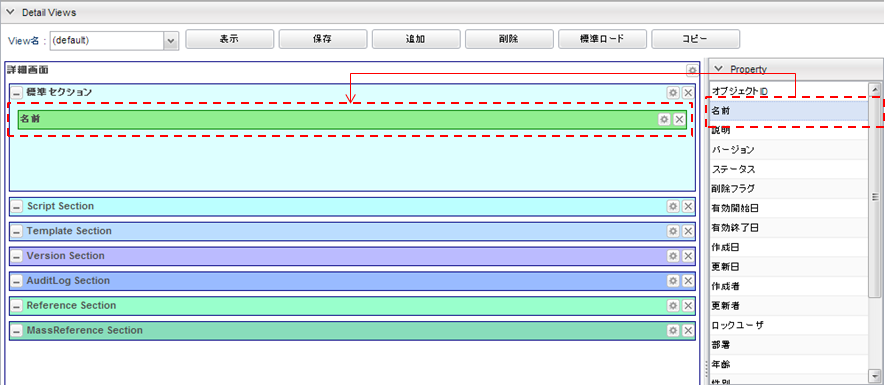 Detail Views
View名 : (default)
表示
保存
追加
削除
標準ロード
コピー
詳細画面
標準セクション
名前
Script Section
Template Section
Version Section
AuditLog Section
Reference Section
MassReference Section
Property
オブジェクトID
名前
説明
バージョン
ステータス
削除フラグ
有効開始日
有効終了日
作成日
更新日
作成者
更新者
ロックユーザ
部署
年齢
性別